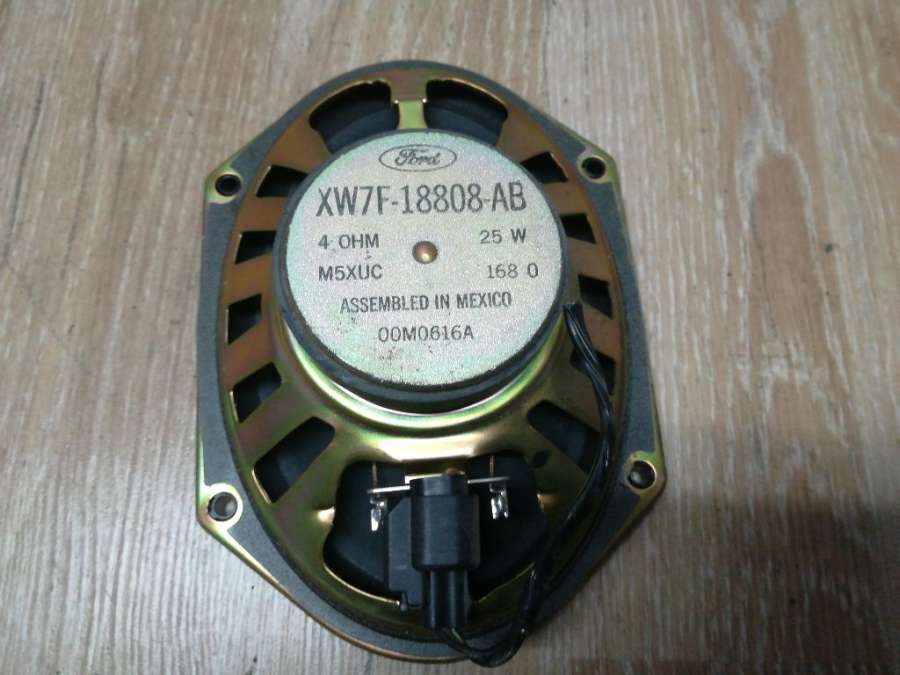 Ford
XW7F-18808-AB
4 OHM 25 W
M5XUC 168 0
ASSEMBLED IN MEXICO
00M0616A